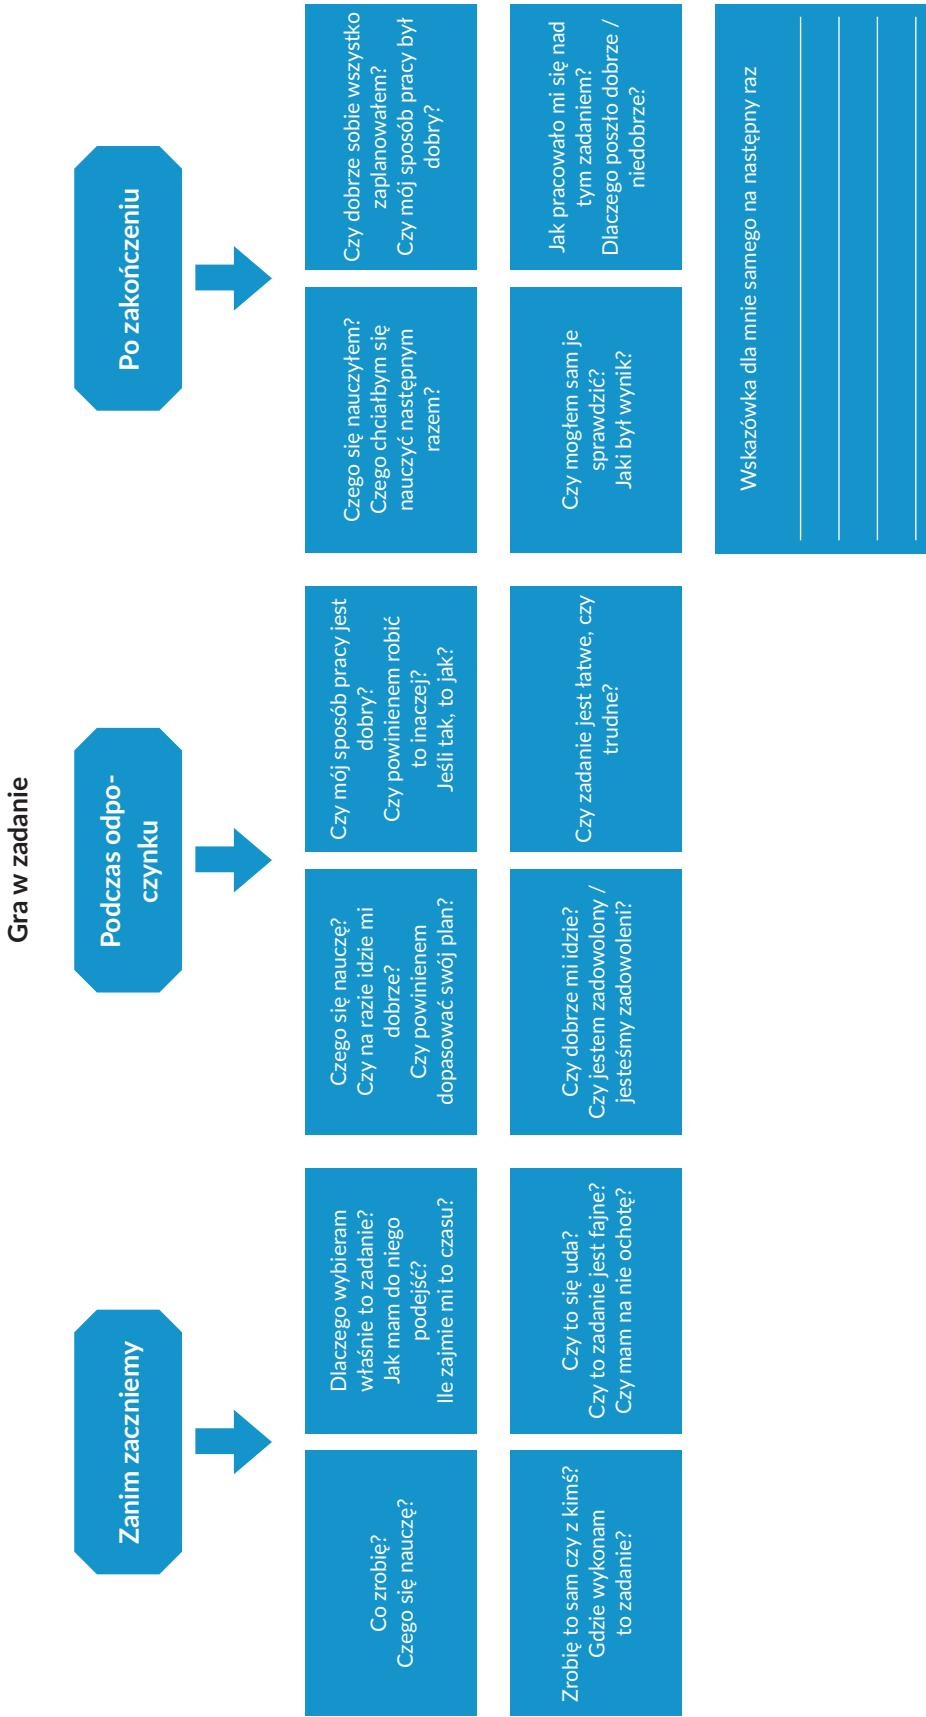 Gra w zadanie
Zanim zaczniemy
Co zrobię?
Czego się nauczę?
Dlaczego wybieram
właśnie to zadanie?
Jak mam do niego
podejść?
Ile zajmie mi to czasu?
Zrobię to sam czy z kimś?
Gdzie wykonam
to zadanie?
Czy to się uda?
Czy to zadanie jest fajne?
Czy mam na nie ochotę?
Podczas odpo-
czynku
Czego się nauczę?
Czy na razie idzie mi
dobrze?
Czy powinienem
dopasować swój plan?
Czy mój sposób pracy jest
dobry?
Czy powinienem robić
to inaczej?
Jeśli tak, to jak?
Czy dobrze mi idzie?
Czy jestem zadowolony /
jesteśmy zadowoleni?
Czy zadanie jest łatwe, czy
trudne?
Po zakończeniu
Czego się nauczyłem?
Czego chciałbym się
nauczyć następnym
razem?
Czy dobrze sobie wszystko
zaplanowałem?
Czy mój sposób pracy był
dobry?
Czy mogłem sam je
sprawdzić?
Jaki był wynik?
Jak pracowało mi się nad
tym zadaniem?
Dlaczego poszło dobrze /
niedobrze?
Wskazówka dla mnie samego na następny raz